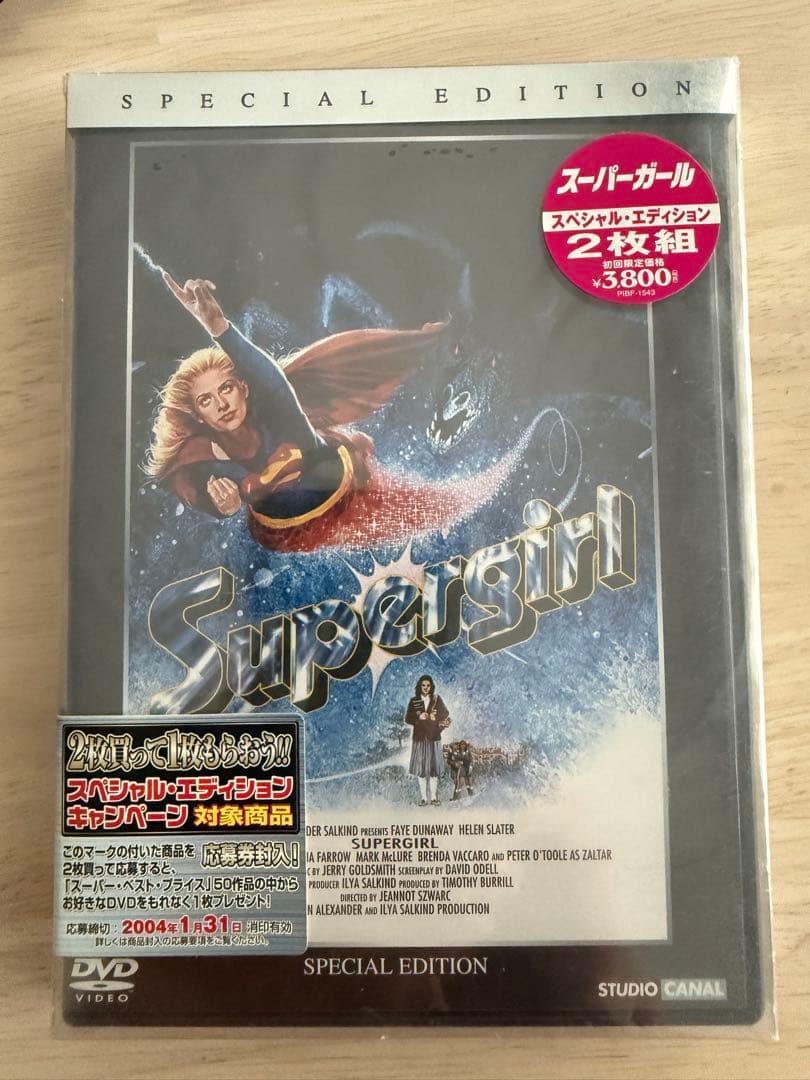 SPECIAL EDITION
スーパーガール
スペシャル・エディション
2枚組
初回限定価格
¥3,800
PIBF-1543
Supergirl
2枚買って1枚もらおう!!
スペシャル・エディション
キャンペーン 対象商品
このマークの付いた商品を
2枚買って応募すると、
応募券封入!
「スーパー・ベスト・プライス」50作品の中から
お好きなDVDをもれなく1枚プレゼント!
応募締切:2004年1月31日 消印有効
詳しくは商品封入の応募要項をご覧ください。
DER SALKIND PRESENTS FAYE DUNAWAY HELEN SLATER
SUPERGIRL
IA FARROW MARK McLURE BRENDA VACCARO AND PETER O'TOOLE AS ZALTAR
C BY JERRY GOLDSMITH SCREENPLAY BY DAVID ODELL
PRODUCER ILYA SALKIND PRODUCED BY TIMOTHY BURRILL
DIRECTED BY JEANNOT SZWARC
N ALEXANDER AND ILYA SALKIND PRODUCTION
DVD
VIDEO
SPECIAL EDITION
STUDIO CANAL